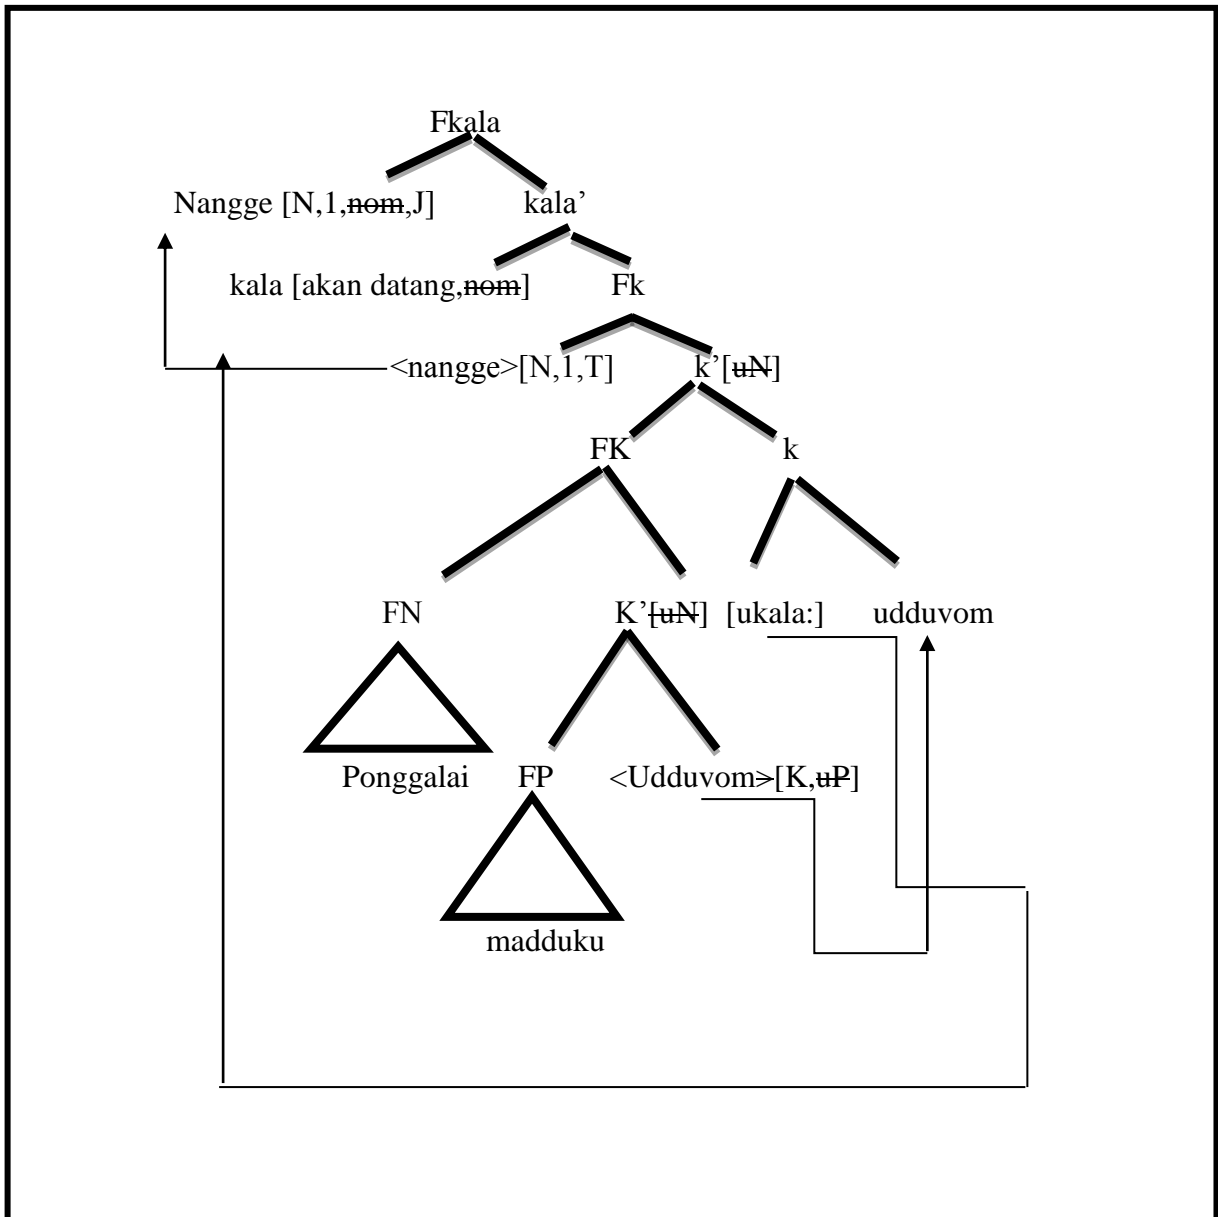 Fkala
Nangge [N,1,nom,J] kala’
kala [akan datang,nom] Fk
<nangge>[N,1,T] k’[uN]
FK k
FN K’[uN] [ukala:] udduvom
Ponggalai FP <Udduvom>[K,uP]
madduku